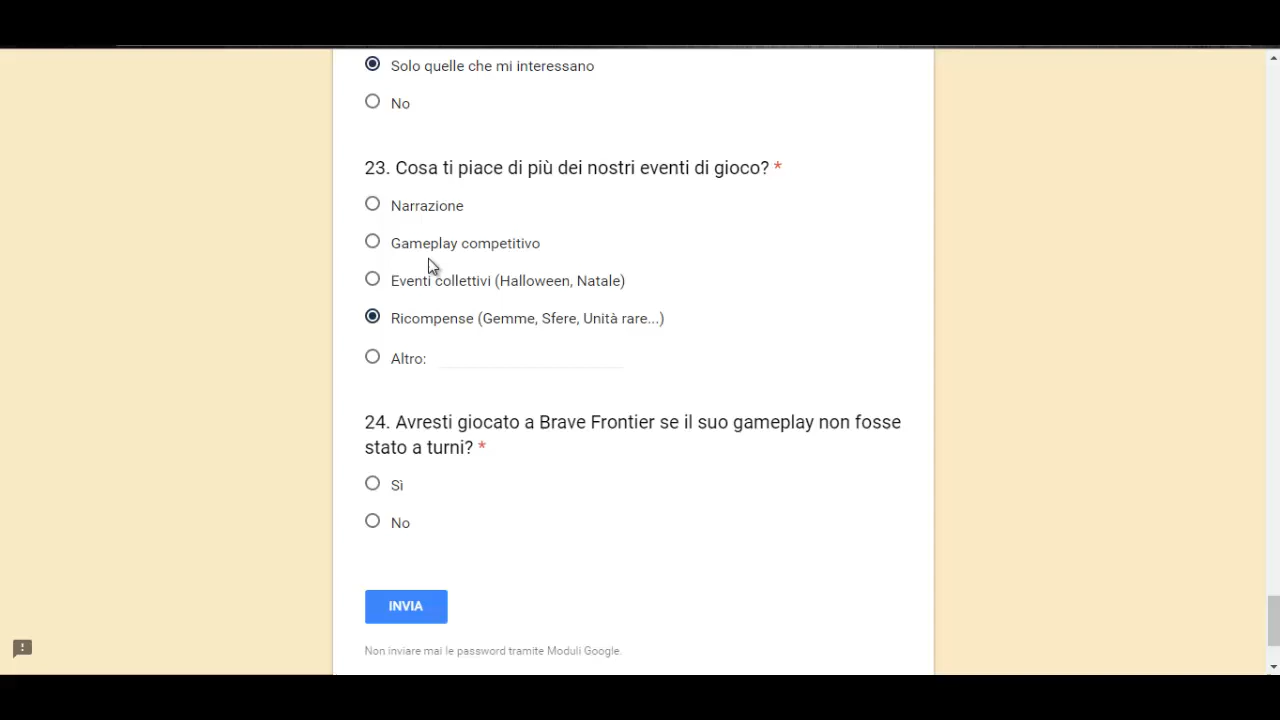 Solo quelle che mi interessano
No
23. Cosa ti piace di più dei nostri eventi di gioco? *
Narrazione
Gameplay competitivo
Eventi collettivi (Halloween, Natale)
Ricompense (Gemme, Sfere, Unità rare...)
Altro:
24. Avresti giocato a Brave Frontier se il suo gameplay non fosse
stato a turni? *
Sì
No
INVIA
Non inviare mai le password tramite Moduli Google.